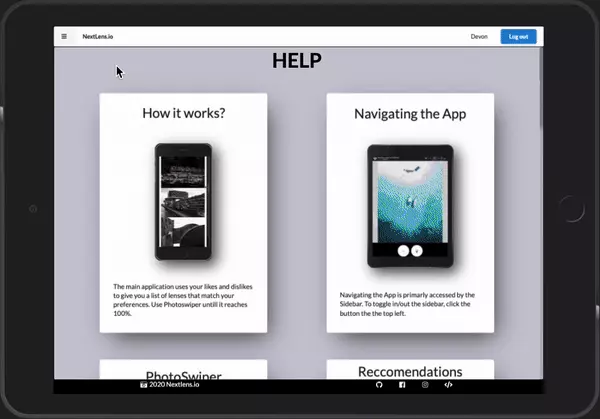 NextLens.io
Devon
Log out
HELP
How it works?
The main application uses your likes and dislikes
to give you a list of lenses that match your
preferences. Use Photoswiper untill it reaches
100%.
Navigating the App
Navigating the App is primarly accessed by the
Sidebar. To toggle in/out the sidebar, click the
button the the top left.
PhotoSwiper
Reccomendations
2020 Nextlens.io